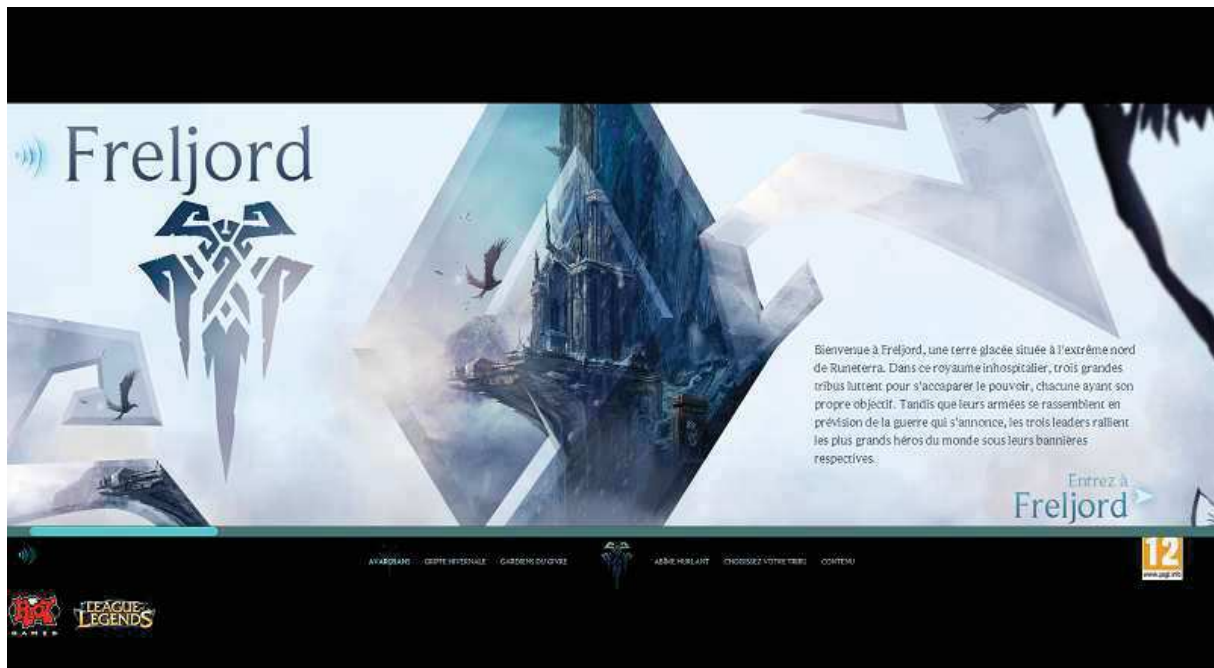 Freljord
Bienvenue à Freljord, une terre glacée située à l'extrême nord
de Runeterra. Dans ce royaume inhospitalier, trois grandes
tribus luttent pour s'accaparer le pouvoir, chacune ayant son
propre objectif. Tandis que leurs armées se rassemblent en
prévision de la guerre qui s'annonce, les trois leaders rallient
les plus grands héros du monde sous leurs bannières
respectives.
Entrez à
Freljord
AVAROSANS GRIFFE HIVERNALE GARDIENS DU GIVRE ABÎME HURLANT CHOISISSEZ VOTRE TRIBU CONTENU
12
www.pegi.info
RIOT
GAMES
LEAGUE
LEGENDS